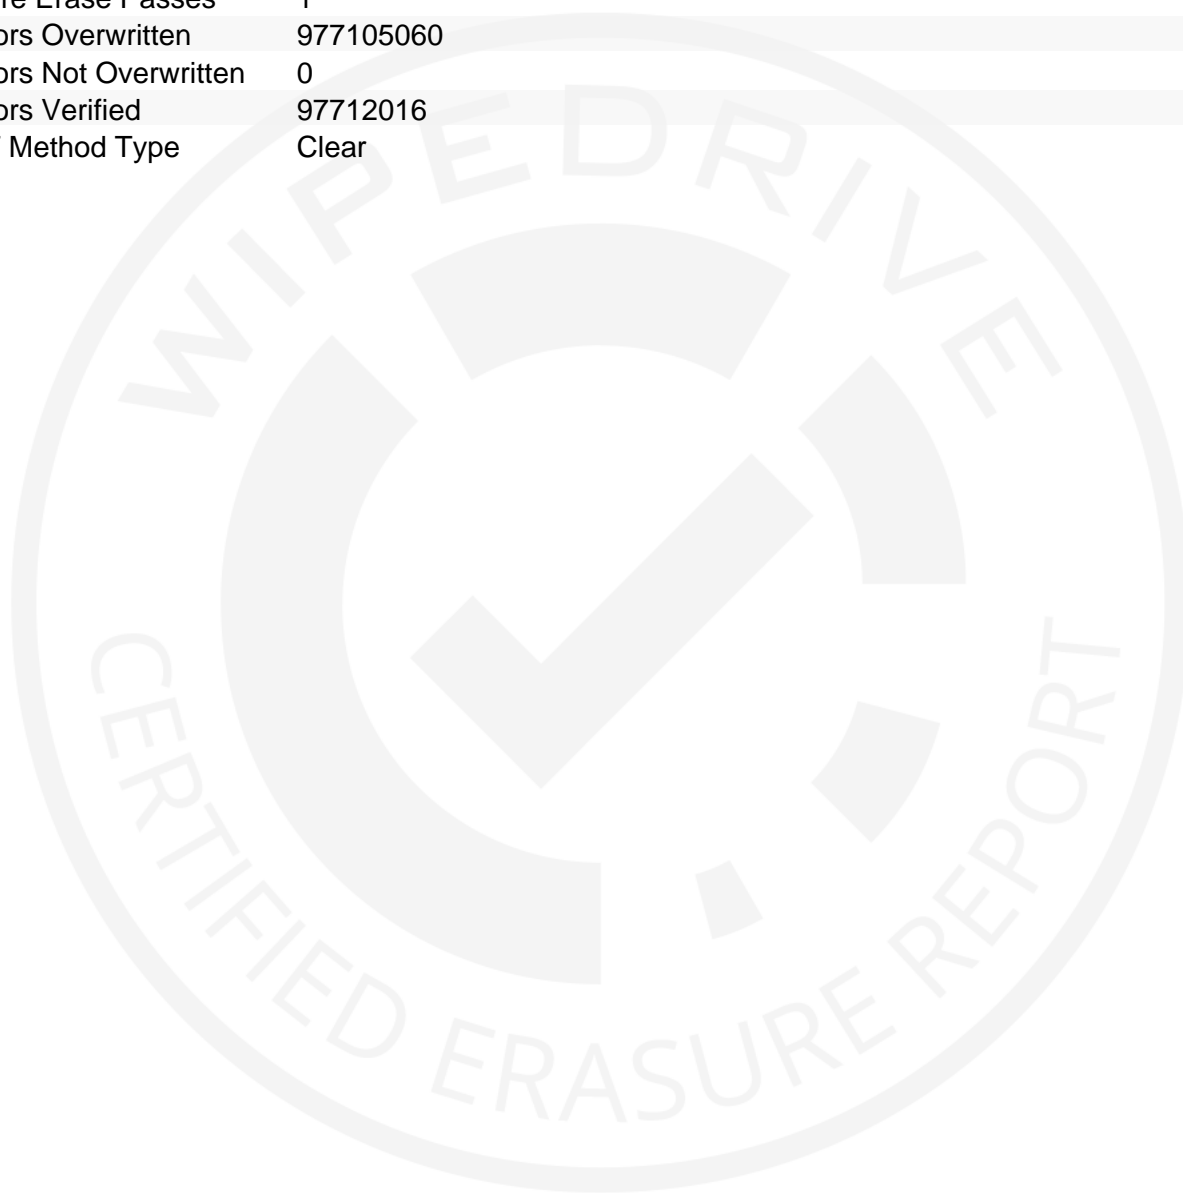 re Erase Passes 1
ors Overwritten 977105060
ors Not Overwritten 0
ors Verified 97712016
Method Type Clear
WIPEDRIVE
CERTIFIED ERASURE REPORT